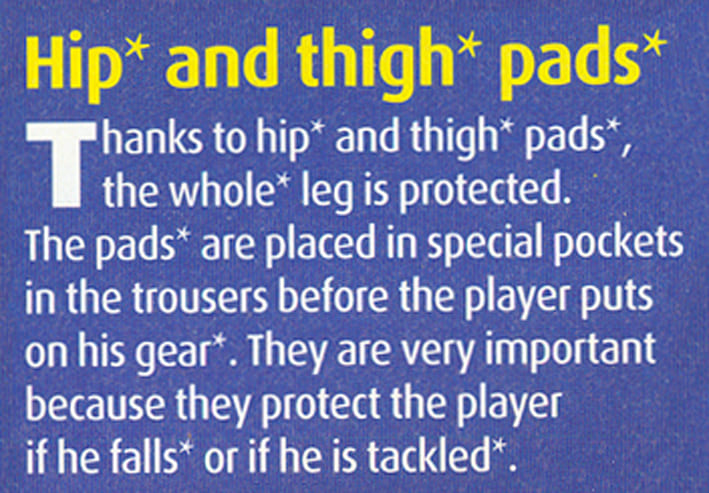 Hip* and thigh* pads*
Thanks to hip* and thigh* pads*,
the whole* leg is protected.
The pads* are placed in special pockets
in the trousers before the player puts
on his gear*. They are very important
because they protect the player
if he falls* or if he is tackled*.